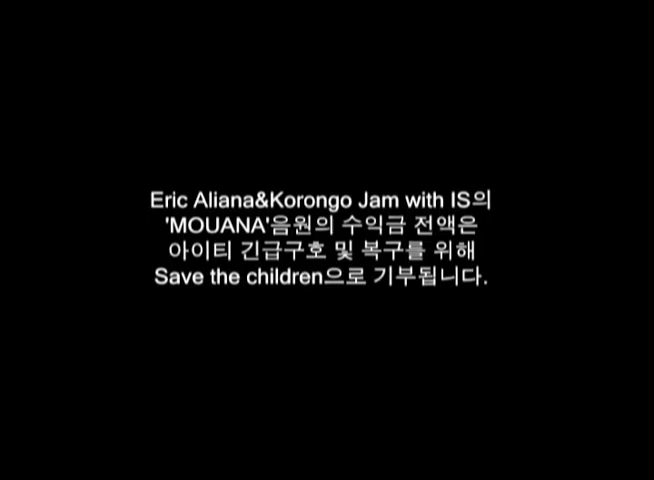 Eric Aliana&Korongo Jam with IS의
'MOUANA'음원의 수익금 전액은
아이티 긴급구호 및 복구를 위해
Save the children으로 기부됩니다.